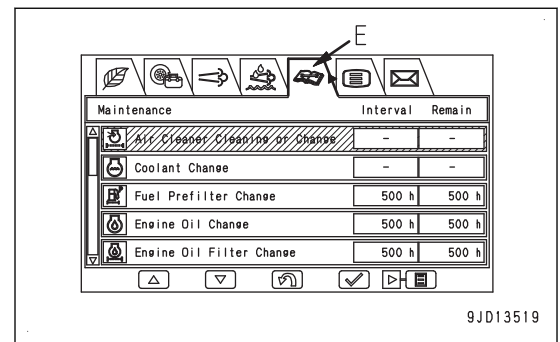 E
Maintenance Interval Remain
Air Cleaner Cleaning or Change - -
Coolant Change - -
Fuel Prefilter Change 500 h 500 h
Engine Oil Change 500 h 500 h
Engine Oil Filter Change 500 h 500 h
9JD13519